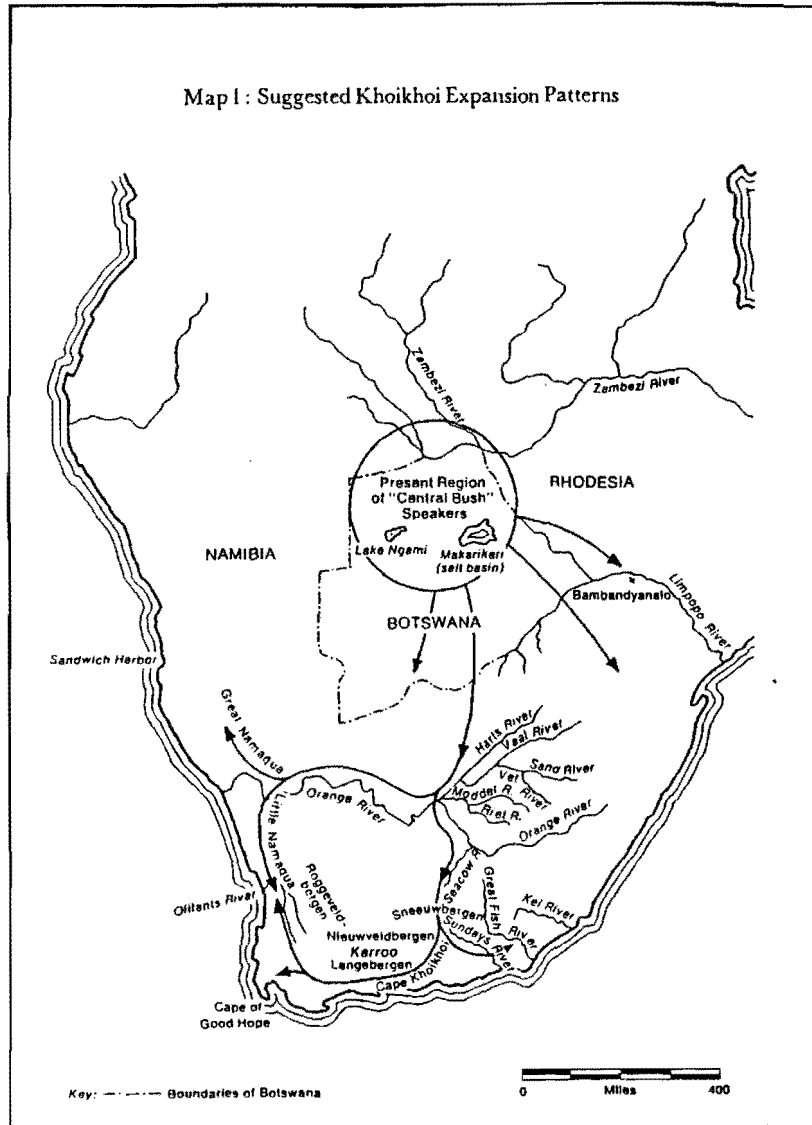 Map 1 : Suggested Khoikhoi Expansion Patterns
Zambezi River
Zambezi River
Present Region
of "Central Bush"
Speakers
RHODESIA
Lake Ngami
Makarikari
(salt basin)
NAMIBIA
Bambandyanalo
Limpopo River
BOTSWANA
Sandwich Harbor
Great Namaqua
Harts River
Vaal River
Vet River
Sand River
Modder R.
Riet R.
Orange River
Orange River
Little Namaqua
Seacow R.
Great Fish River
Kei River
Roggeveld-
bergen
Olifants River
Sneeuwbergen
Sundays River
Nieuwveldbergen
Karroo
Langebergen
Cape Khoikhoi
Cape of
Good Hope
Key: Boundaries of Botswana
0 Miles 400